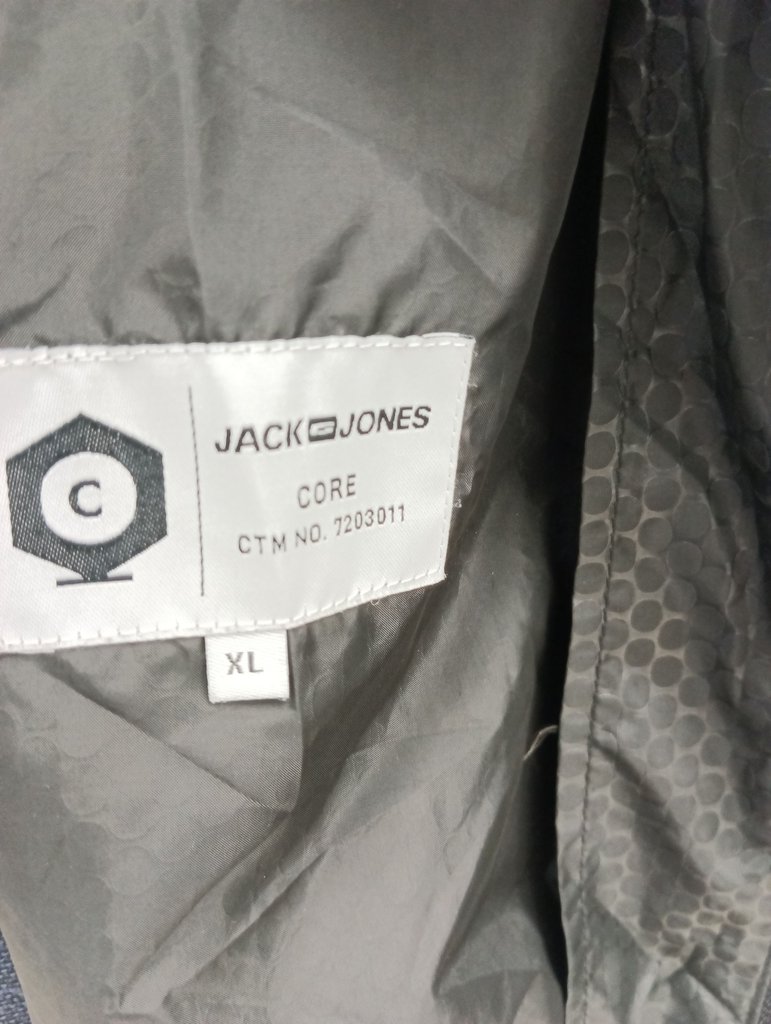 C
JACK JONES
CORE
CTM NO. 7203011
XL